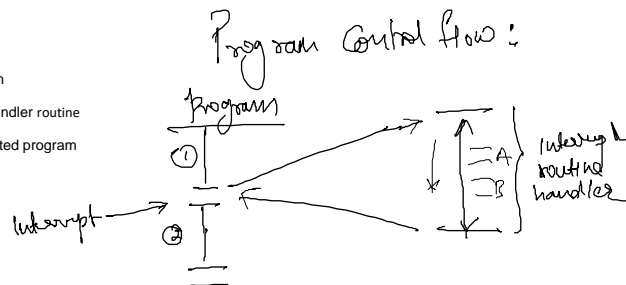 Program Control flow:
n
ndler routine
ted program
Program
①
A
B
Interrupt
routine
handler
Interrupt
②